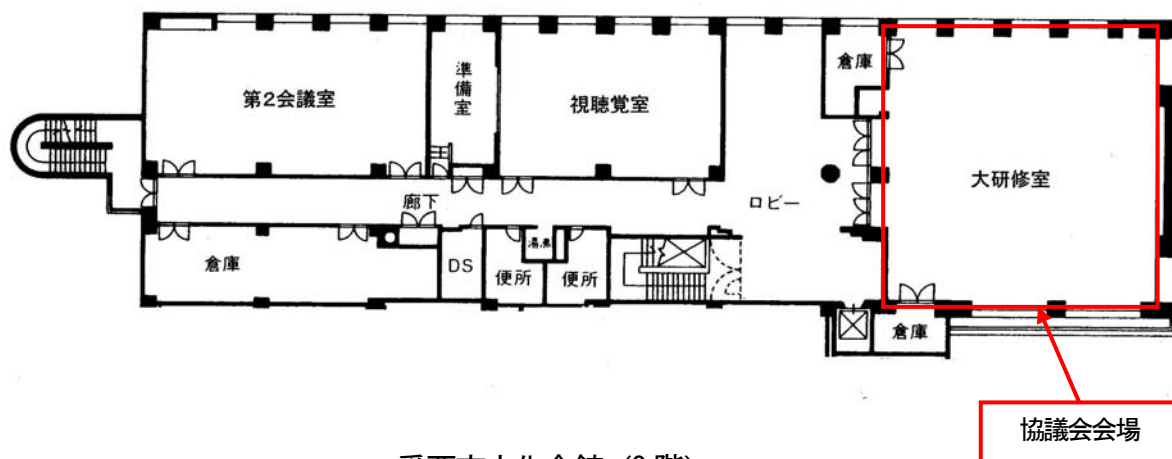 倉庫
準備室
第2会議室
視聴覚室
大研修室
廊下
ロビー
湯沸
倉庫
DS
便所
便所
倉庫
協議会会場